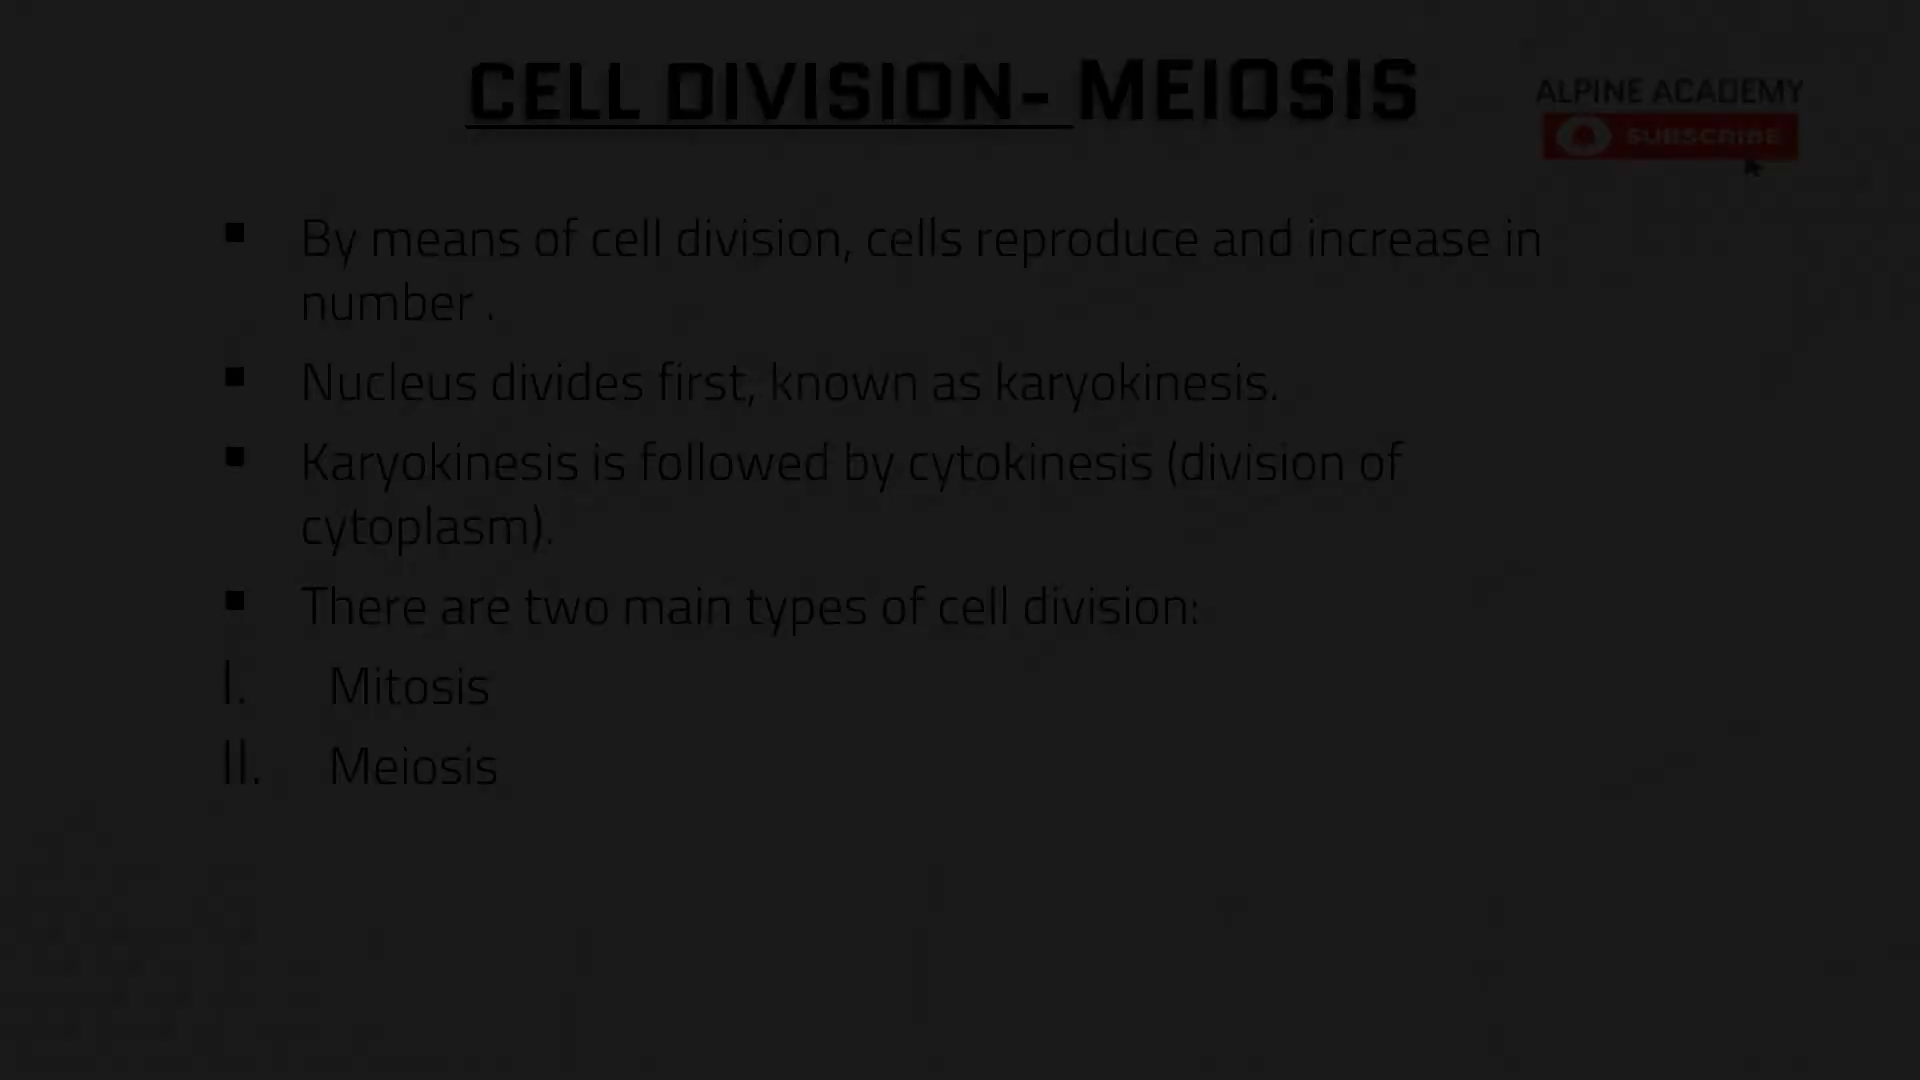 CELL DIVISION- MEIOSIS
ALPINE ACADEMY
SUBSCRIBE
▪ By means of cell division, cells reproduce and increase in
number .
▪ Nucleus divides first, known as karyokinesis.
▪ Karyokinesis is followed by cytokinesis (division of
cytoplasm).
▪ There are two main types of cell division:
I. Mitosis
II. Meiosis